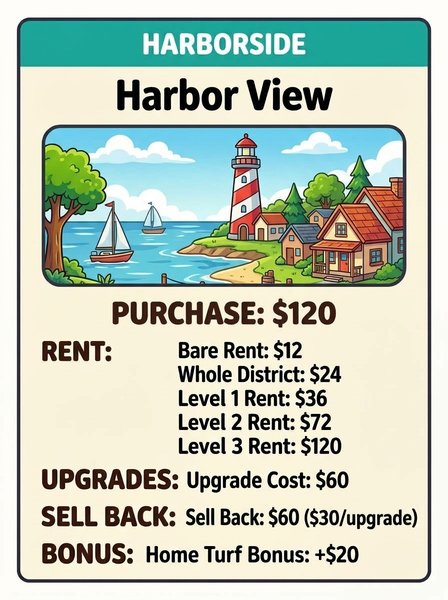 HARBORSIDE
Harbor View
PURCHASE: $120
RENT: Bare Rent: $12
Whole District: $24
Level 1 Rent: $36
Level 2 Rent: $72
Level 3 Rent: $120
UPGRADES: Upgrade Cost: $60
SELL BACK: Sell Back: $60 ($30/upgrade)
BONUS: Home Turf Bonus: +$20